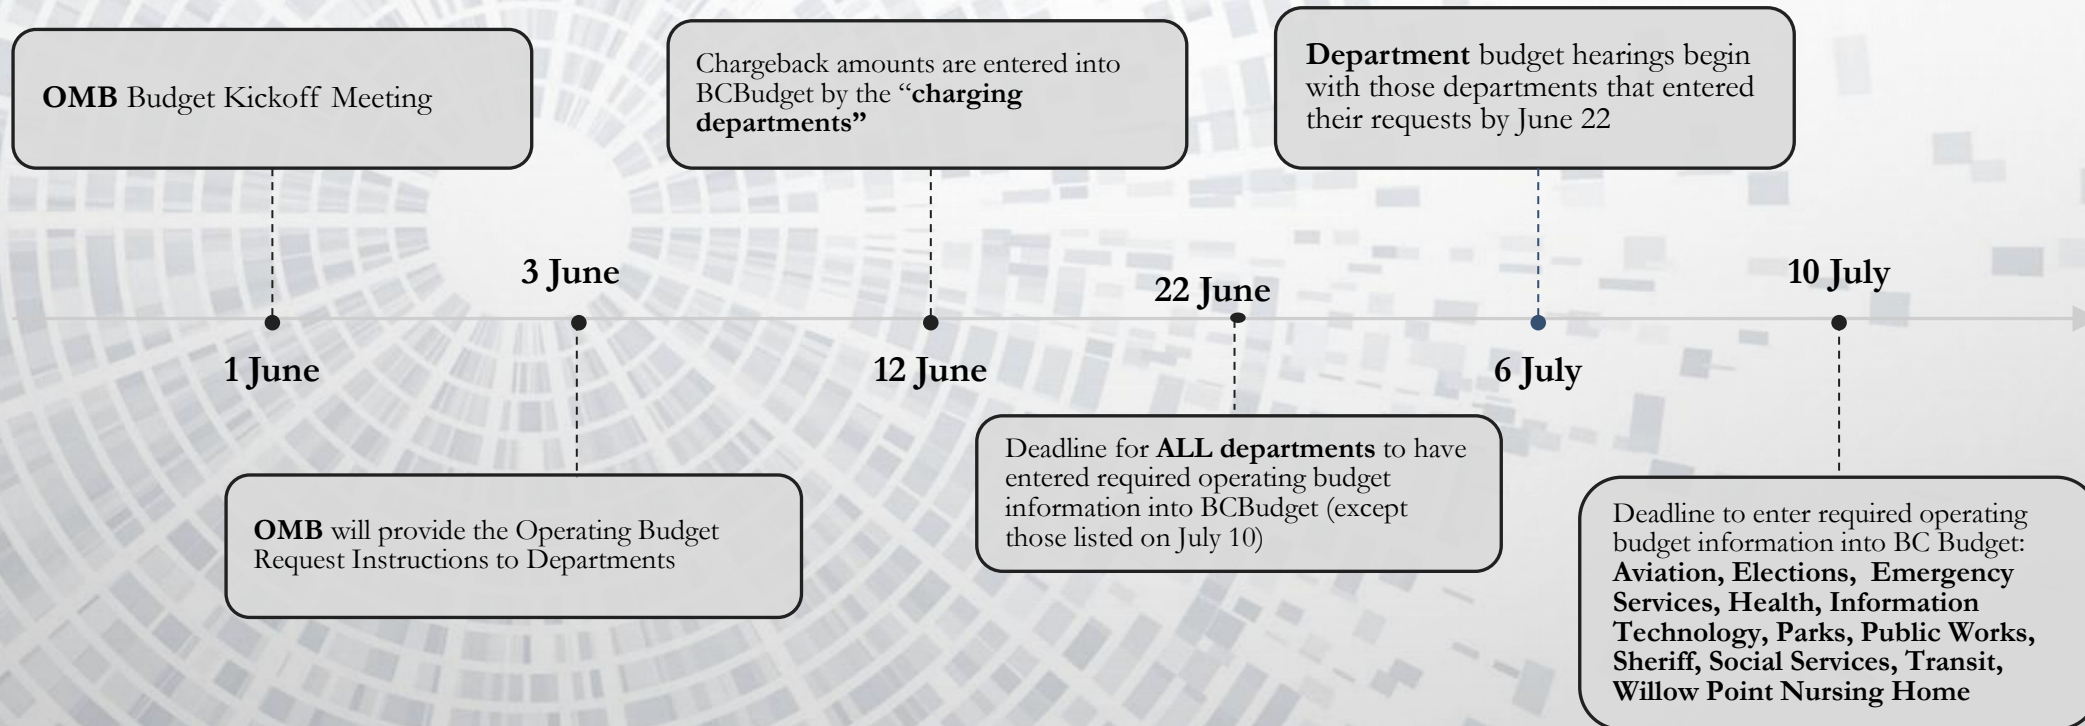 OMB Budget Kickoff Meeting
1 June
3 June
OMB will provide the Operating Budget
Request Instructions to Departments
Chargeback amounts are entered into
BCBudget by the “charging
departments”
12 June
22 June
Deadline for ALL departments to have
entered required operating budget
information into BCBudget (except
those listed on July 10)
Department budget hearings begin
with those departments that entered
their requests by June 22
6 July
10 July
Deadline to enter required operating
budget information into BC Budget:
Aviation, Elections, Emergency
Services, Health, Information
Technology, Parks, Public Works,
Sheriff, Social Services, Transit,
Willow Point Nursing Home